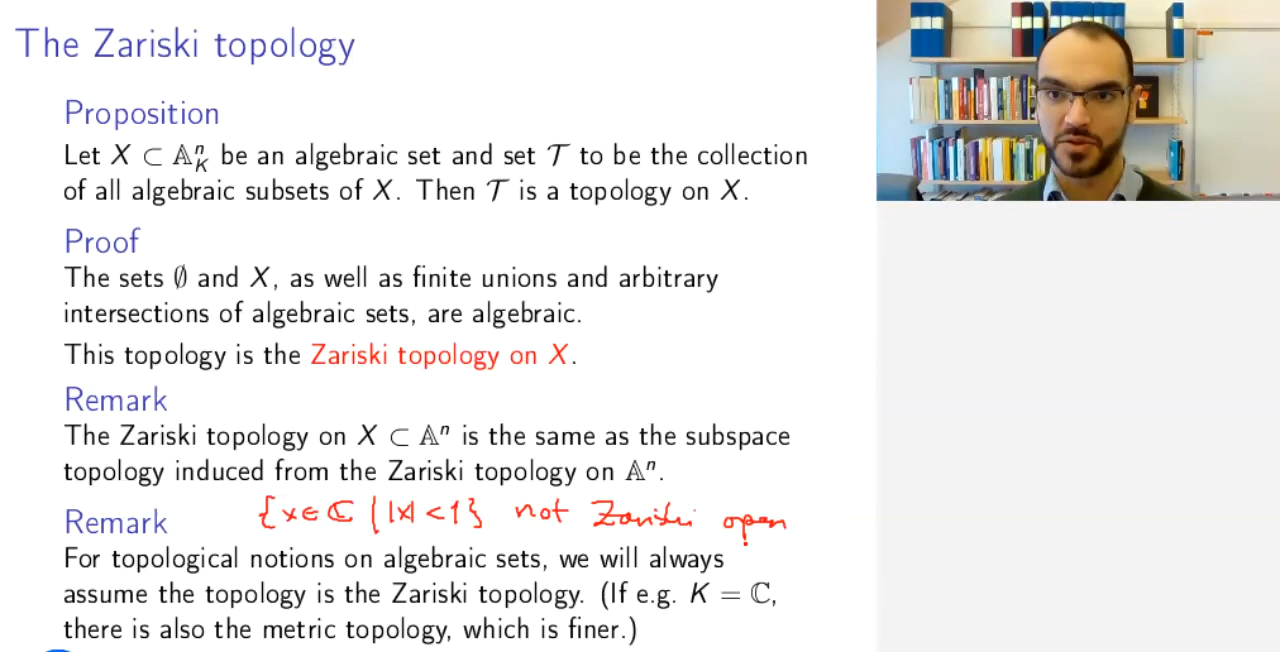 The Zariski topology
Proposition
Let X ⊂ 𝔸ⁿ_K be an algebraic set and set 𝒯 to be the collection
of all algebraic subsets of X. Then 𝒯 is a topology on X.
Proof
The sets ∅ and X, as well as finite unions and arbitrary
intersections of algebraic sets, are algebraic.
This topology is the Zariski topology on X.
Remark
The Zariski topology on X ⊂ 𝔸ⁿ is the same as the subspace
topology induced from the Zariski topology on 𝔸ⁿ.
{x ∈ ℂ | |x| < 1} not Zariski open!
Remark
For topological notions on algebraic sets, we will always
assume the topology is the Zariski topology. (If e.g. K = ℂ,
there is also the metric topology, which is finer.)